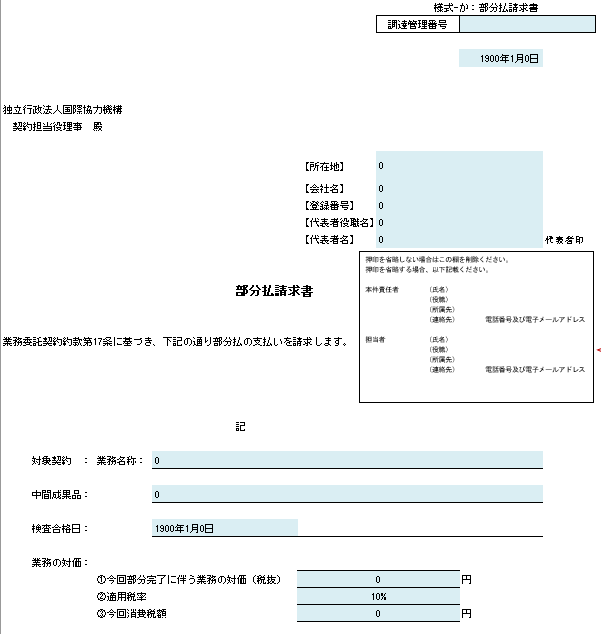 様式-か：部分払請求書
調達管理番号
1900年1月0日
独立行政法人国際協力機構
契約担当役理事　殿
【所在地】 0
【会社名】 0
【登録番号】 0
【代表者役職名】 0
【代表者名】 0 代表者印
押印を省略しない場合はこの欄を削除ください。
押印を省略する場合、以下記載ください。
本件責任者 （氏名）
（役職）
（所属先）
（連絡先） 電話番号及び電子メールアドレス
担当者 （氏名）
（役職）
（所属先）
（連絡先） 電話番号及び電子メールアドレス
部分払請求書
業務委託契約約款第17条に基づき、下記の通り部分払の支払いを請求します。
記
対象契約　：　業務名称： 0
中間成果品： 0
検査合格日： 1900年1月0日
業務の対価：
①今回部分完了に伴う業務の対価（税抜） 0 円
②適用税率 10%
③今回消費税額 0 円